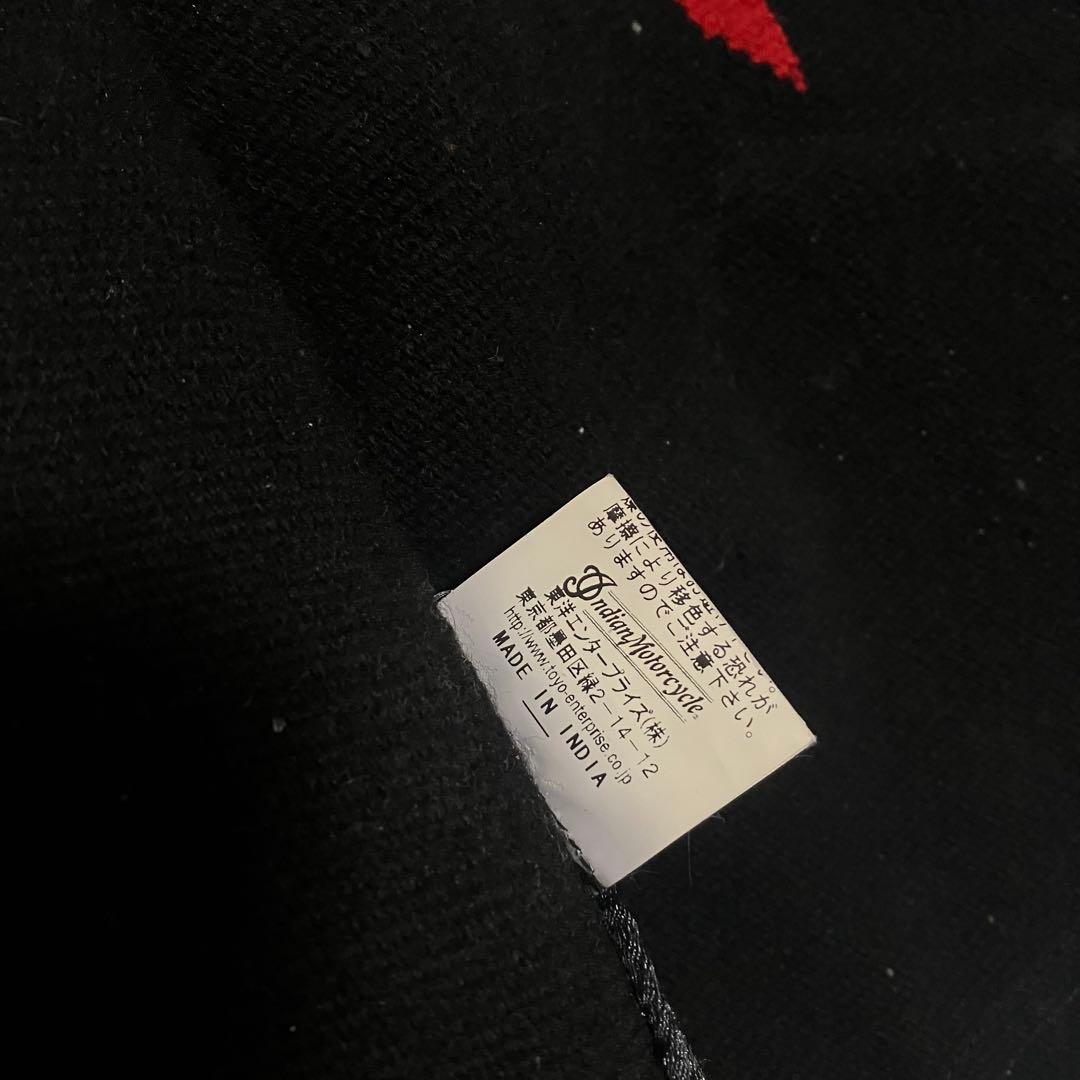 摩擦により移色する恐れが
ありますのでご注意下さい。
Indian Motorcycle
東洋エンタープライズ(株)
東京都墨田区緑2-14-12
http://www.toyo-enterprise.co.jp
MADE IN INDIA